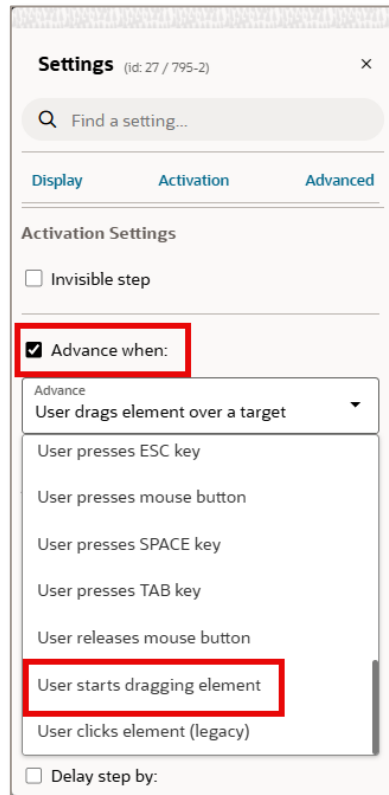 Settings (id: 27 / 795-2)
Find a setting...
Display Activation Advanced
Activation Settings
Invisible step
Advance when:
Advance
User drags element over a target
User presses ESC key
User presses mouse button
User presses SPACE key
User presses TAB key
User releases mouse button
User starts dragging element
User clicks element (legacy)
Delay step by: